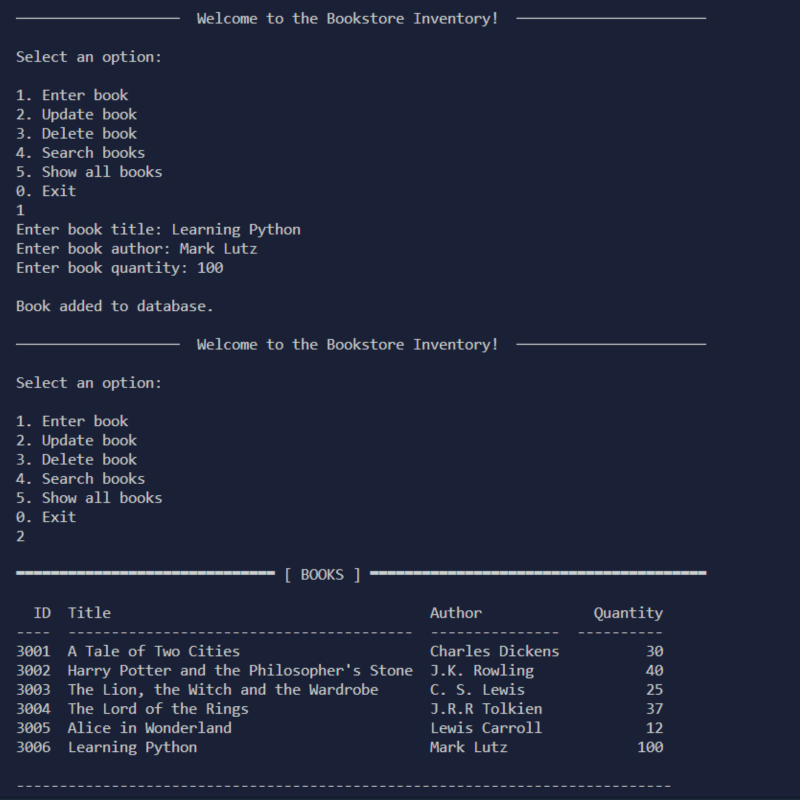 ────────────────── Welcome to the Bookstore Inventory! ─────────────────────
Select an option:
1. Enter book
2. Update book
3. Delete book
4. Search books
5. Show all books
0. Exit
1
Enter book title: Learning Python
Enter book author: Mark Lutz
Enter book quantity: 100
Book added to database.
────────────────── Welcome to the Bookstore Inventory! ─────────────────────
Select an option:
1. Enter book
2. Update book
3. Delete book
4. Search books
5. Show all books
0. Exit
2
[ BOOKS ]
ID Title Author Quantity
---- ---------------------------------------- --------------- ----------
3001 A Tale of Two Cities Charles Dickens 30
3002 Harry Potter and the Philosopher's Stone J.K. Rowling 40
3003 The Lion, the Witch and the Wardrobe C. S. Lewis 25
3004 The Lord of the Rings J.R.R Tolkien 37
3005 Alice in Wonderland Lewis Carroll 12
3006 Learning Python Mark Lutz 100
----------------------------------------------------------------------------